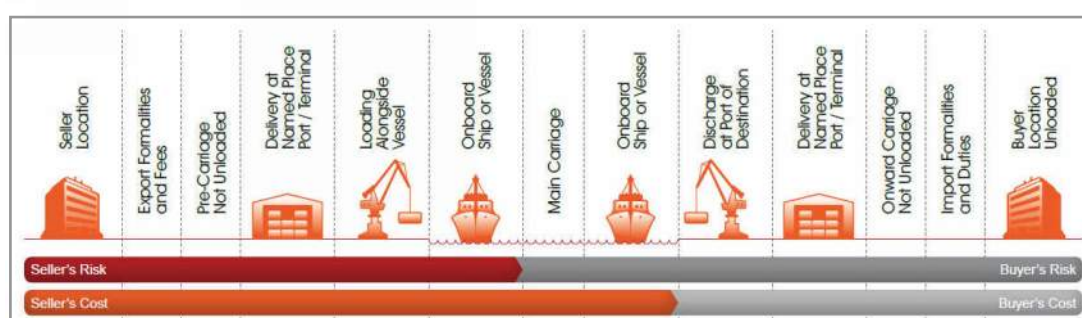 Seller
Location
Export Formalities
and Fees
Pre-Carriage
Not Unloaded
Delivery at
Named Place
Port / Terminal
Loading
Alongside
Vessel
Onboard
Ship or Vessel
Main Carriage
Onboard
Ship or Vessel
Discharge
at Port of
Destination
Delivery at
Named Place
Port / Terminal
Onward Carriage
Not Unloaded
Import Formalities
and Duties
Buyer
Location
Unloaded
Seller's Risk
Buyer's Risk
Seller's Cost
Buyer's Cost